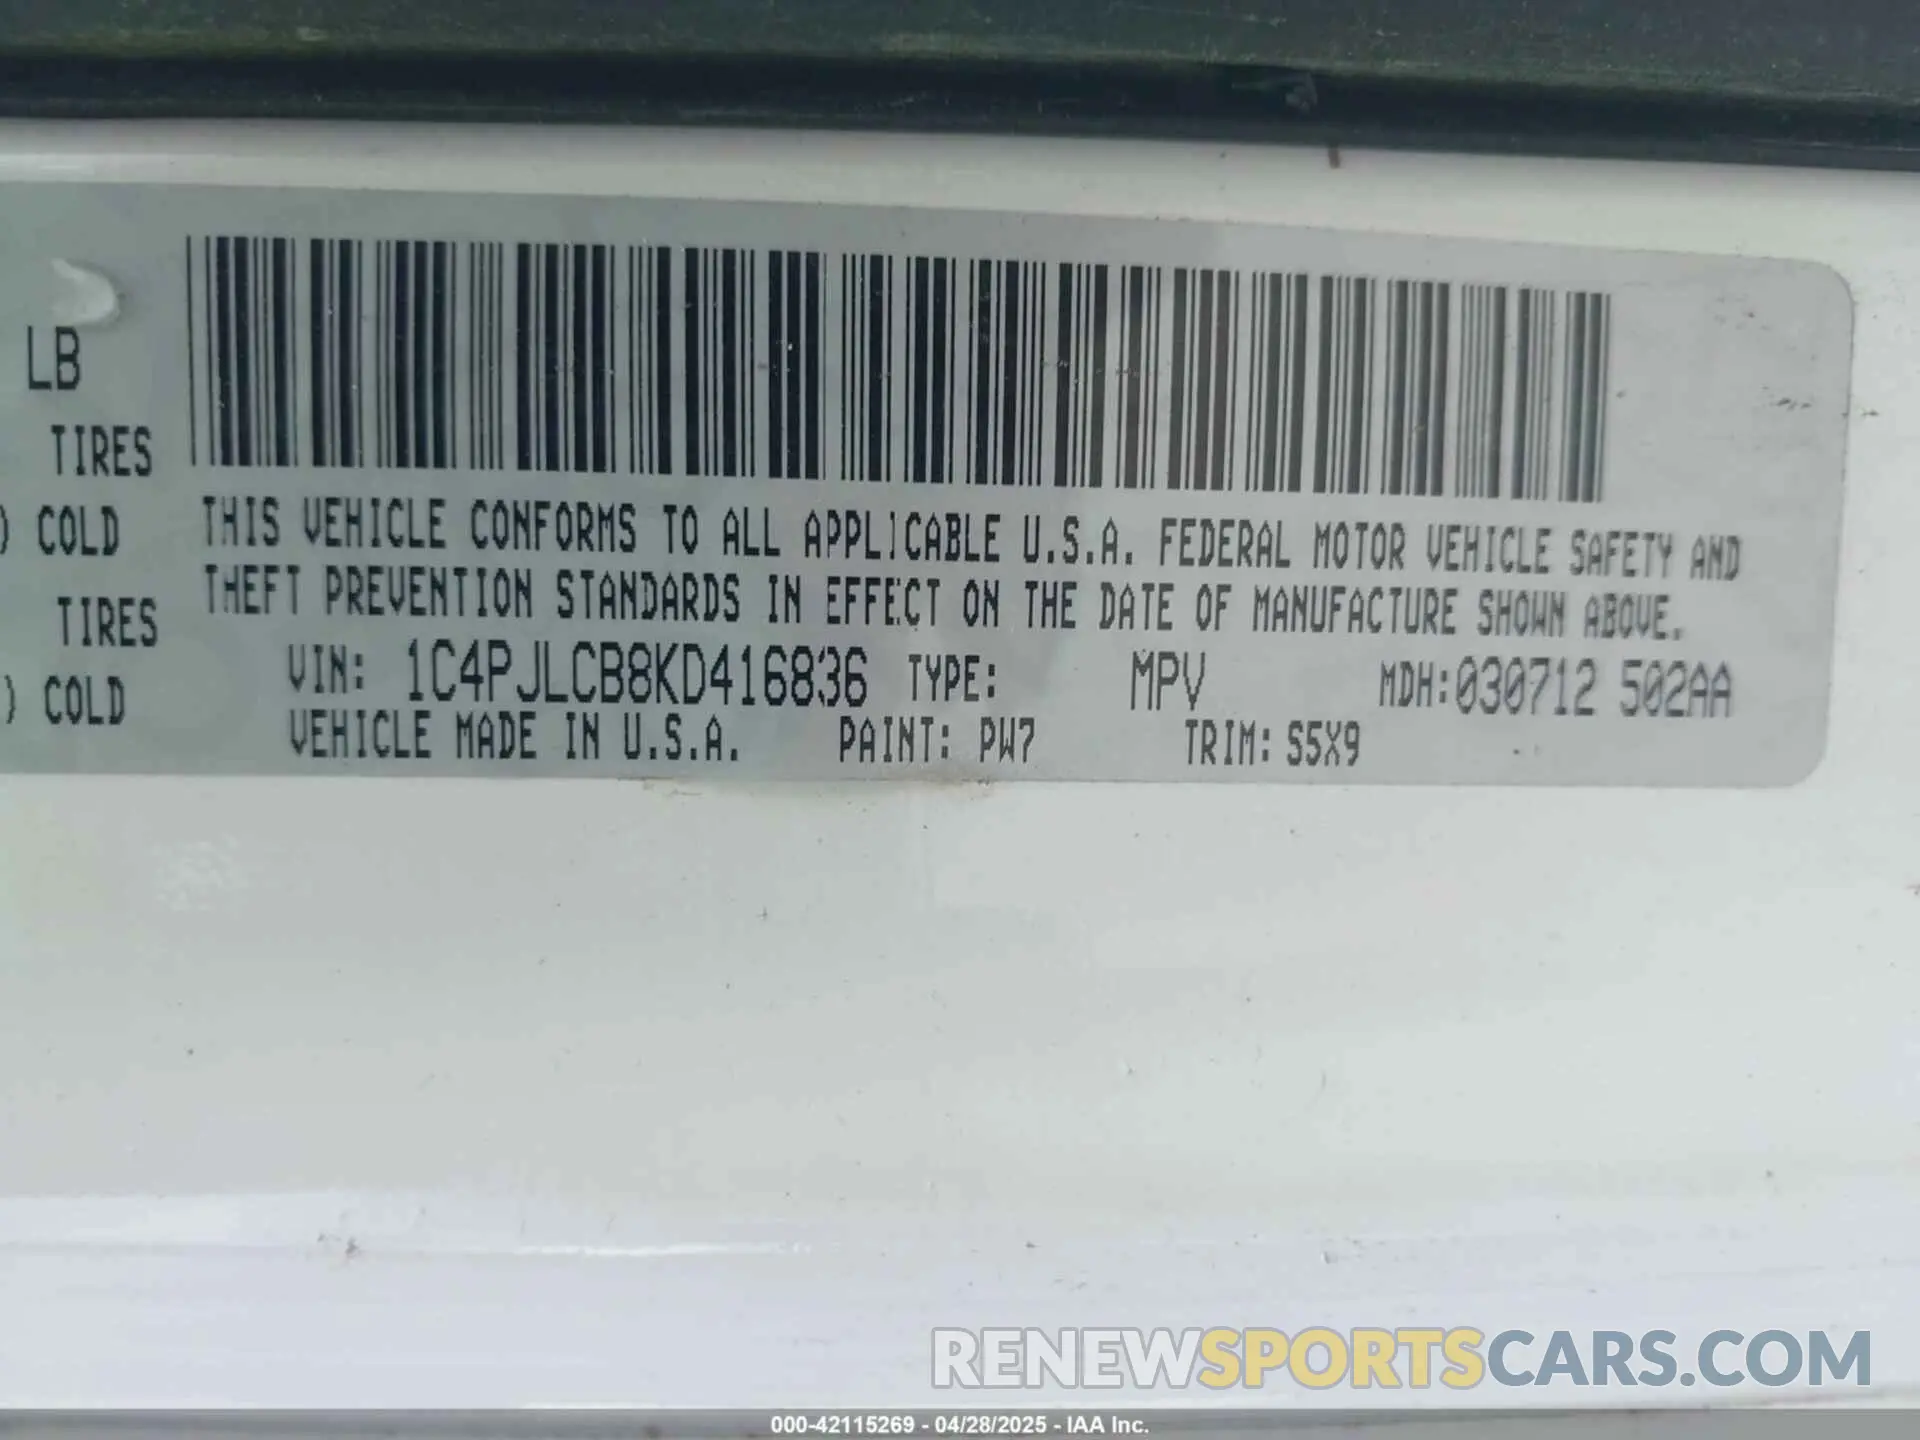 LB
TIRES
) COLD
TIRES
) COLD
THIS VEHICLE CONFORMS TO ALL APPLICABLE U.S.A. FEDERAL MOTOR VEHICLE SAFETY AND
THEFT PREVENTION STANDARDS IN EFFECT ON THE DATE OF MANUFACTURE SHOWN ABOVE.
VIN: 1C4PJLCB8KD416836 TYPE: MPV MDH:030712 502AA
VEHICLE MADE IN U.S.A. PAINT: PW7 TRIM: S5X9
RENEWSPORTSCARS.COM
000-42115269 - 04/28/2025 - IAA Inc.